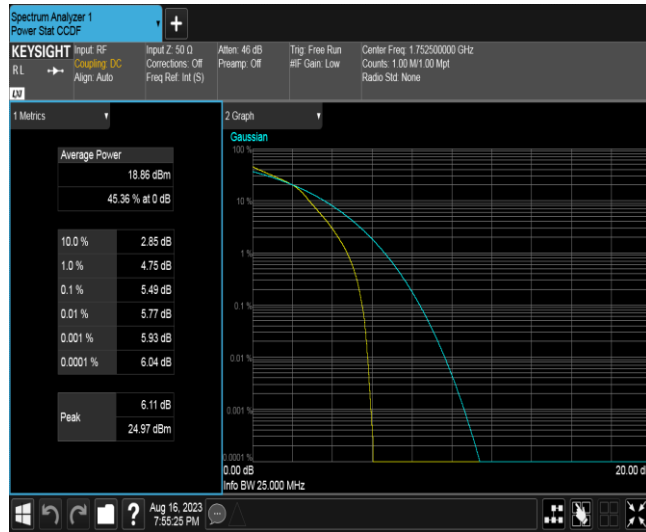 Spectrum Analyzer 1
Power Stat CCDF
KEYSIGHT
RL
LXI
Input: RF
Coupling: DC
Align: Auto
Input Z: 50 Ω
Corrections: Off
Freq Ref: Int (S)
Atten: 46 dB
Preamp: Off
Trig: Free Run
#IF Gain: Low
Center Freq: 1.752500000 GHz
Counts: 1.00 M/1.00 Mpt
Radio Std: None
1 Metrics
Average Power
18.86 dBm
45.36 % at 0 dB
10.0 % 2.85 dB
1.0 % 4.75 dB
0.1 % 5.49 dB
0.01 % 5.77 dB
0.001 % 5.93 dB
0.0001 % 6.04 dB
Peak
6.11 dB
24.97 dBm
2 Graph
Gaussian
100 %
10 %
1 %
0.1 %
0.01 %
0.001 %
0.0001 %
0.00 dB
20.00 d
Info BW 25.000 MHz
?
Aug 16, 2023
7:55:25 PM